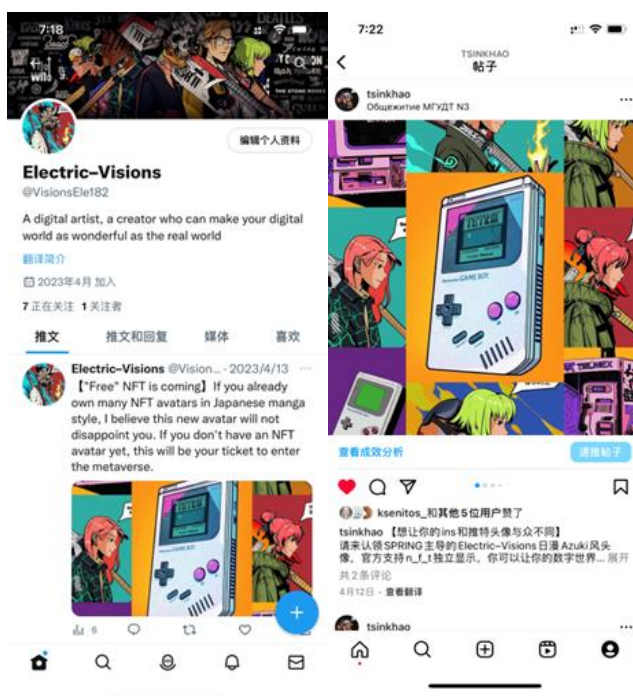 7:18
编辑个人资料
Electric-Visions
@VisionsEle182
A digital artist, a creator who can make your digital
world as wonderful as the real world
翻译简介
2023年4月 加入
7 正在关注 1 关注者
推文 推文和回复 媒体 喜欢
Electric-Visions @Vision... · 2023/4/13
【"Free" NFT is coming】If you already
own many NFT avatars in Japanese manga
style, I believe this new avatar will not
disappoint you. If you don't have an NFT
avatar yet, this will be your ticket to enter
the metaverse.
6
7:22
TSINKHAO
帖子
tsinkhao
Общежитие МГУДТ N3
GAME BOY
查看成效分析
速推帖子
ksenitos_和其他 5 位用户赞了
tsinkhao 【想让你的ins和推特头像与众不同】
请来认领SPRING主导的Electric-Visions日漫Azuki风头
像，官方支持n_f_t独立显示，你可以让你的数字世界... 展开
共 2 条评论
4月12日 · 查看翻译
tsinkhao